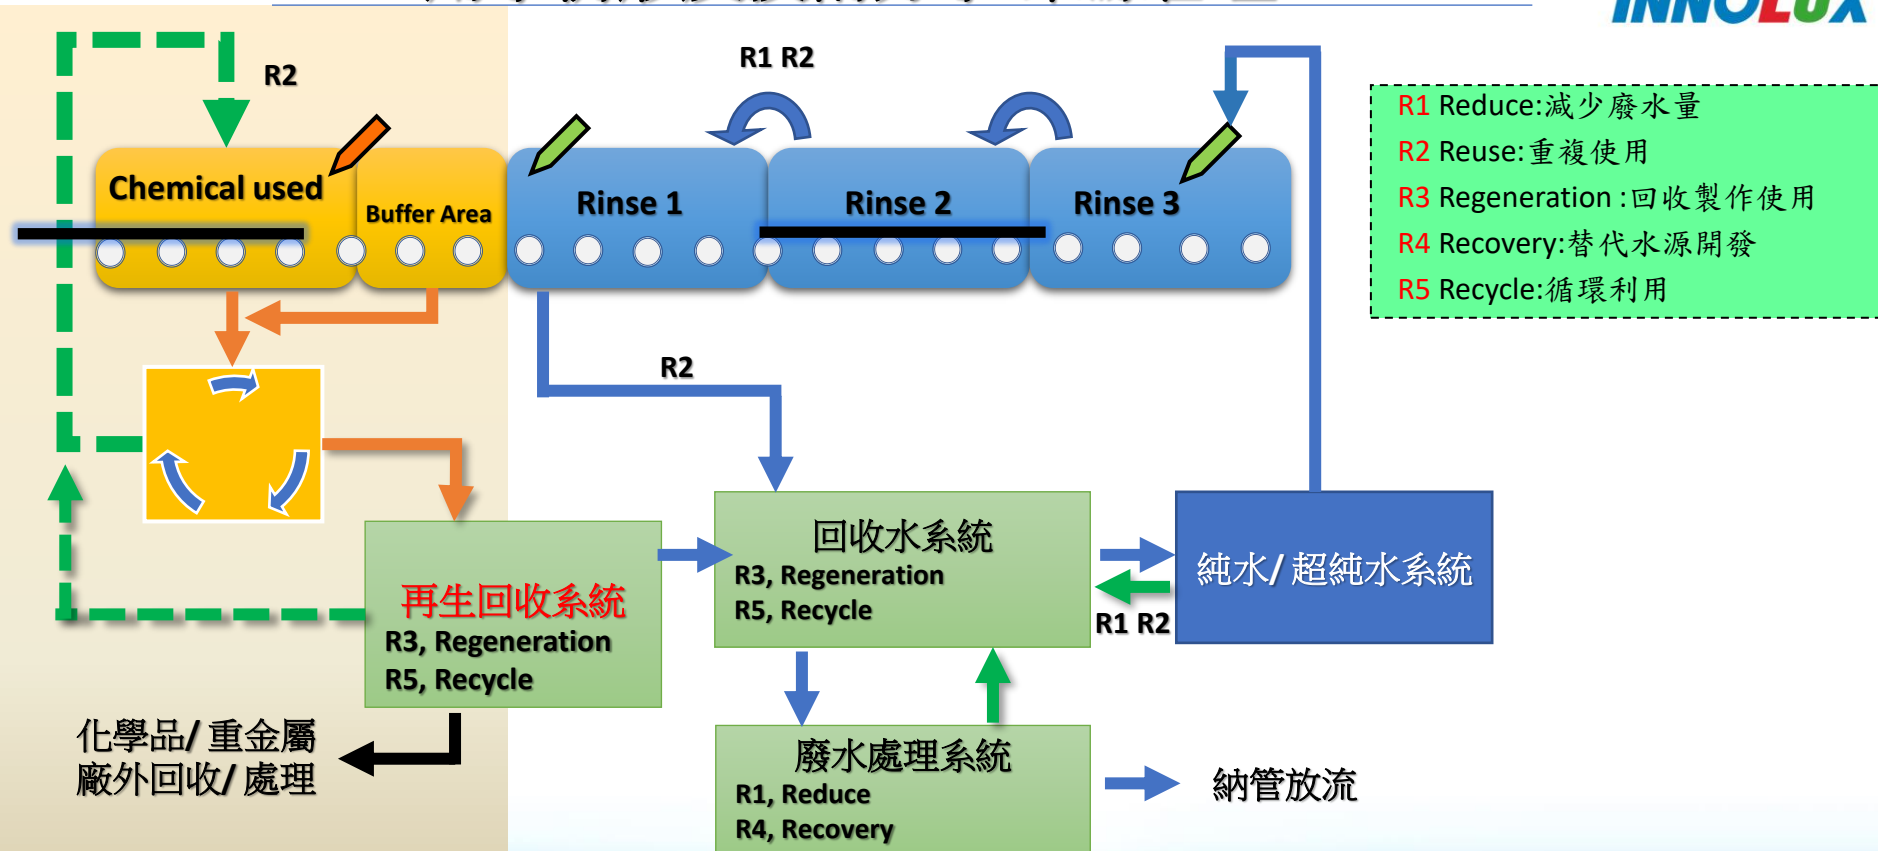 INNOLUX
R2
R1 R2
R1 Reduce:減少廢水量
R2 Reuse:重複使用
R3 Regeneration :回收製作使用
R4 Recovery:替代水源開發
R5 Recycle:循環利用
Chemical used
Buffer Area
Rinse 1
Rinse 2
Rinse 3
R2
回收水系統
R3, Regeneration
R5, Recycle
純水/ 超純水系統
R1 R2
再生回收系統
R3, Regeneration
R5, Recycle
化學品/ 重金屬
廠外回收/ 處理
廢水處理系統
R1, Reduce
R4, Recovery
納管放流